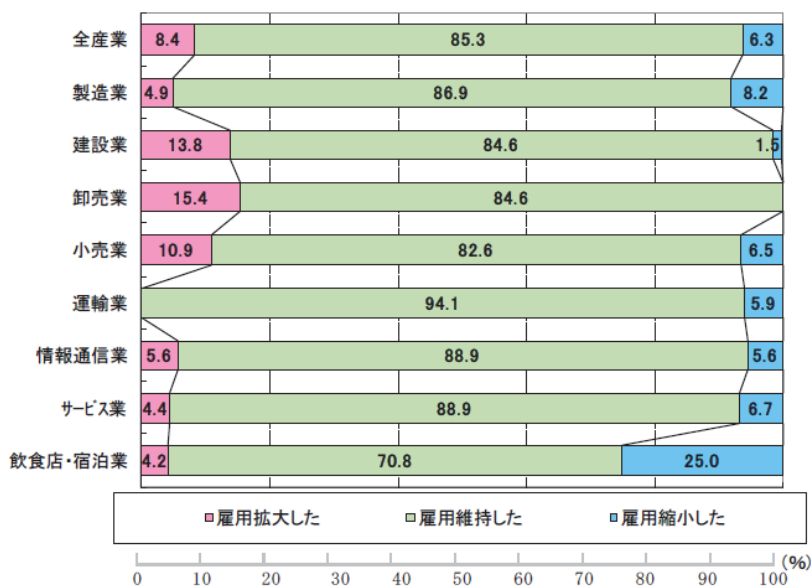 全産業 8.4 85.3 6.3
製造業 4.9 86.9 8.2
建設業 13.8 84.6 1.5
卸売業 15.4 84.6
小売業 10.9 82.6 6.5
運輸業 94.1 5.9
情報通信業 5.6 88.9 5.6
サービス業 4.4 88.9 6.7
飲食店・宿泊業 4.2 70.8 25.0
雇用拡大した 雇用維持した 雇用縮小した
0 10 20 30 40 50 60 70 80 90 100 (%)